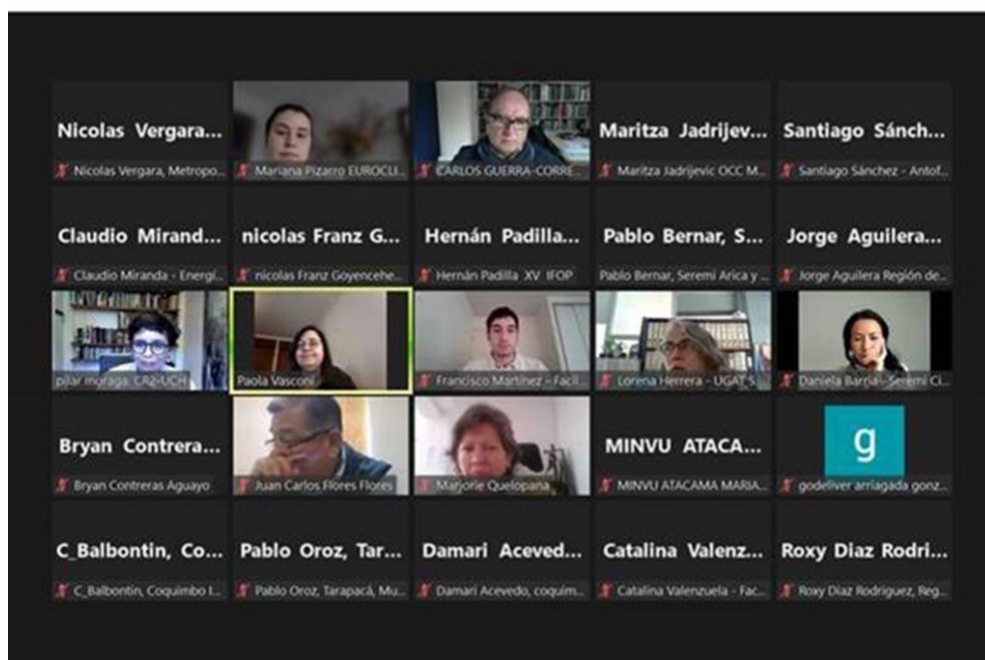 Nicolas Vergara...
Nicolas Vergara, Metropo...
Mariana Pizarro EUROCLI...
CARLOS GUERRA-CORRE...
Maritza Jadrijev...
Maritza Jadrijevic OCC M...
Santiago Sánch...
Santiago Sánchez - Antof...
Claudio Mirand...
Claudio Miranda - Energí...
nicolas Franz G...
nicolas Franz Goyencehe...
Hernán Padilla...
Hernán Padilla XV IFOP
Pablo Bernar, S...
Pablo Bernar, Seremi Arica y ...
Jorge Aguilera...
Jorge Aguilera Región de...
pilar moraga. CR2-UCH
Paola Vasconi
Francisco Martínez - Facil...
Lorena Herrera - UGAT S...
Daniela Barria - Seremi Ci...
Bryan Contrera...
Bryan Contreras Aguayo
Juan Carlos Flores Flores
Marjorie Quelopana
MINVU ATACA...
MINVU ATACAMA MARIA...
g
godeliver arriagada gonz...
C_Balbontin, Co...
C_Balbontin, Coquimbo I...
Pablo Oroz, Tar...
Pablo Oroz, Tarapacá, Mu...
Damari Aceved...
Damari Acevedo, coquim...
Catalina Valenz...
Catalina Valenzuela - Fac...
Roxy Diaz Rodri...
Roxy Diaz Rodriguez, Reg...